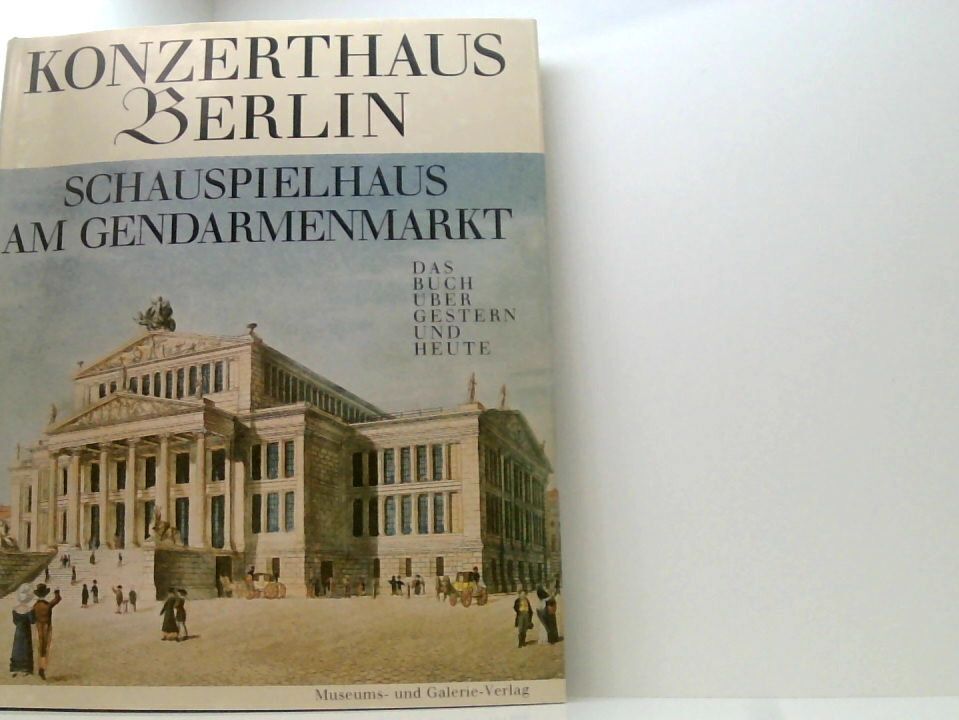 KONZERTHAUS
BERLIN
SCHAUSPIELHAUS
AM GENDARMENMARKT
DAS
BUCH
ÜBER
GESTERN
UND
HEUTE
Museums- und Galerie-Verlag